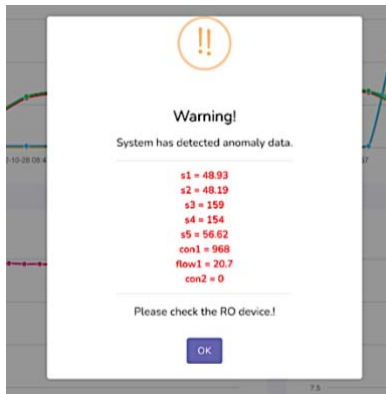 !!
Warning!
System has detected anomaly data.
s1 = 48.93
s2 = 48.19
s3 = 159
s4 = 154
s5 = 56.62
con1 = 968
flow1 = 20.7
con2 = 0
Please check the RO device.!
OK
7.5